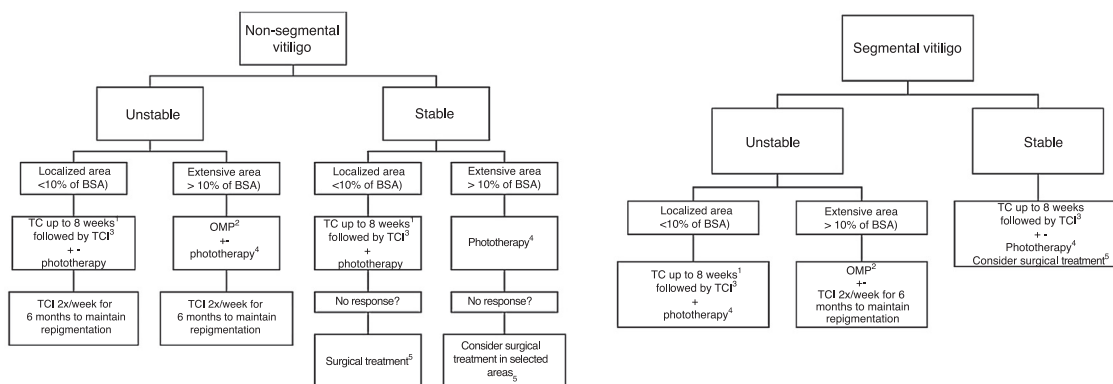 Non-segmental
vitiligo
Unstable
Stable
Localized area
<10% of BSA)
Extensive area
> 10% of BSA)
Localized area
<10% of BSA)
Extensive area
> 10% of BSA)
TC up to 8 weeks¹
followed by TCI³
+ -
phototherapy
OMP²
+-
phototherapy⁴
TC up to 8 weeks¹
followed by TCI³
+
phototherapy
Phototherapy⁴
TCI 2x/week for
6 months to maintain
repigmentation
TCI 2x/week for
6 months to maintain
repigmentation
No response?
No response?
Surgical treatment⁵
Consider surgical
treatment in selected
areas₅
Segmental vitiligo
Unstable
Stable
Localized area
<10% of BSA)
Extensive area
> 10% of BSA)
TC up to 8 weeks
followed by TCI³
+ -
Phototherapy⁴
Consider surgical treatment⁵
TC up to 8 weeks¹
followed by TCI³
+
phototherapy⁴
OMP²
+-
TCI 2x/week for 6
months to maintain
repigmentation